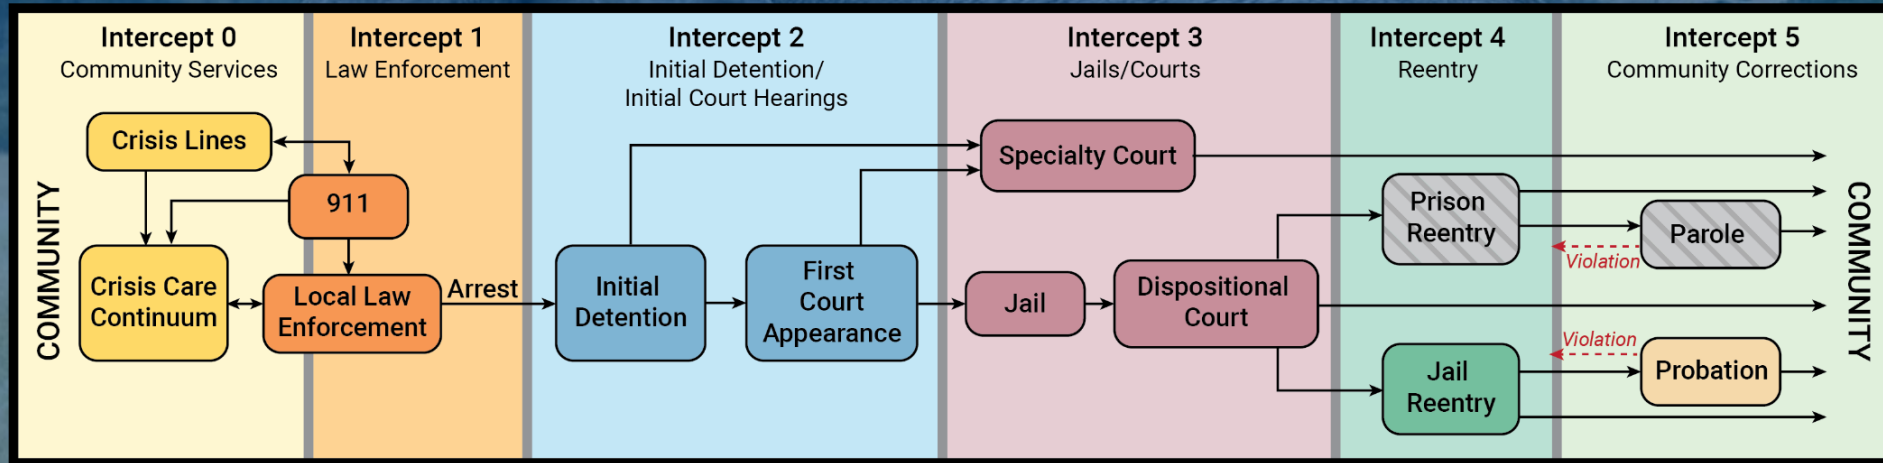 Intercept 0
Community Services
Intercept 1
Law Enforcement
Intercept 2
Initial Detention/
Initial Court Hearings
Intercept 3
Jails/Courts
Intercept 4
Reentry
Intercept 5
Community Corrections
COMMUNITY
Crisis Lines
911
Crisis Care
Continuum
Local Law
Enforcement
Arrest
Initial
Detention
First
Court
Appearance
Specialty Court
Jail
Dispositional
Court
Prison
Reentry
Parole
Violation
Jail
Reentry
Violation
Probation
COMMUNITY